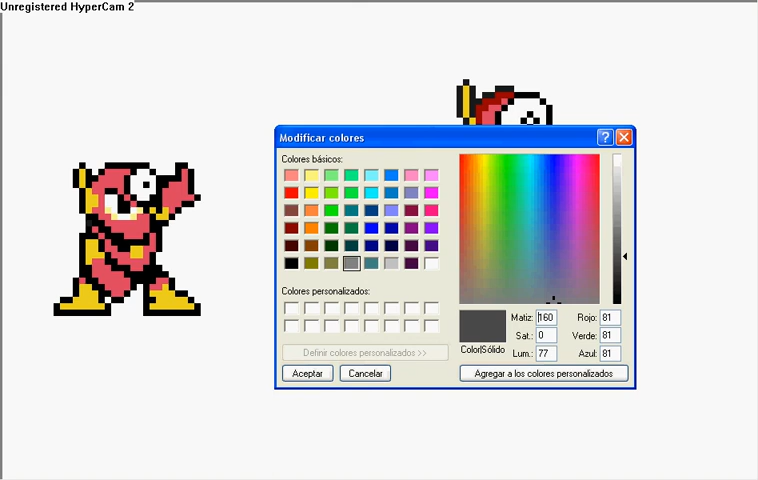 Unregistered HyperCam 2
Modificar colores
Colores básicos:
Colores personalizados:
Definir colores personalizados >>
Aceptar
Cancelar
Color|Sólido
Matiz: 160
Sat.: 0
Lum.: 77
Rojo: 81
Verde: 81
Azul: 81
Agregar a los colores personalizados